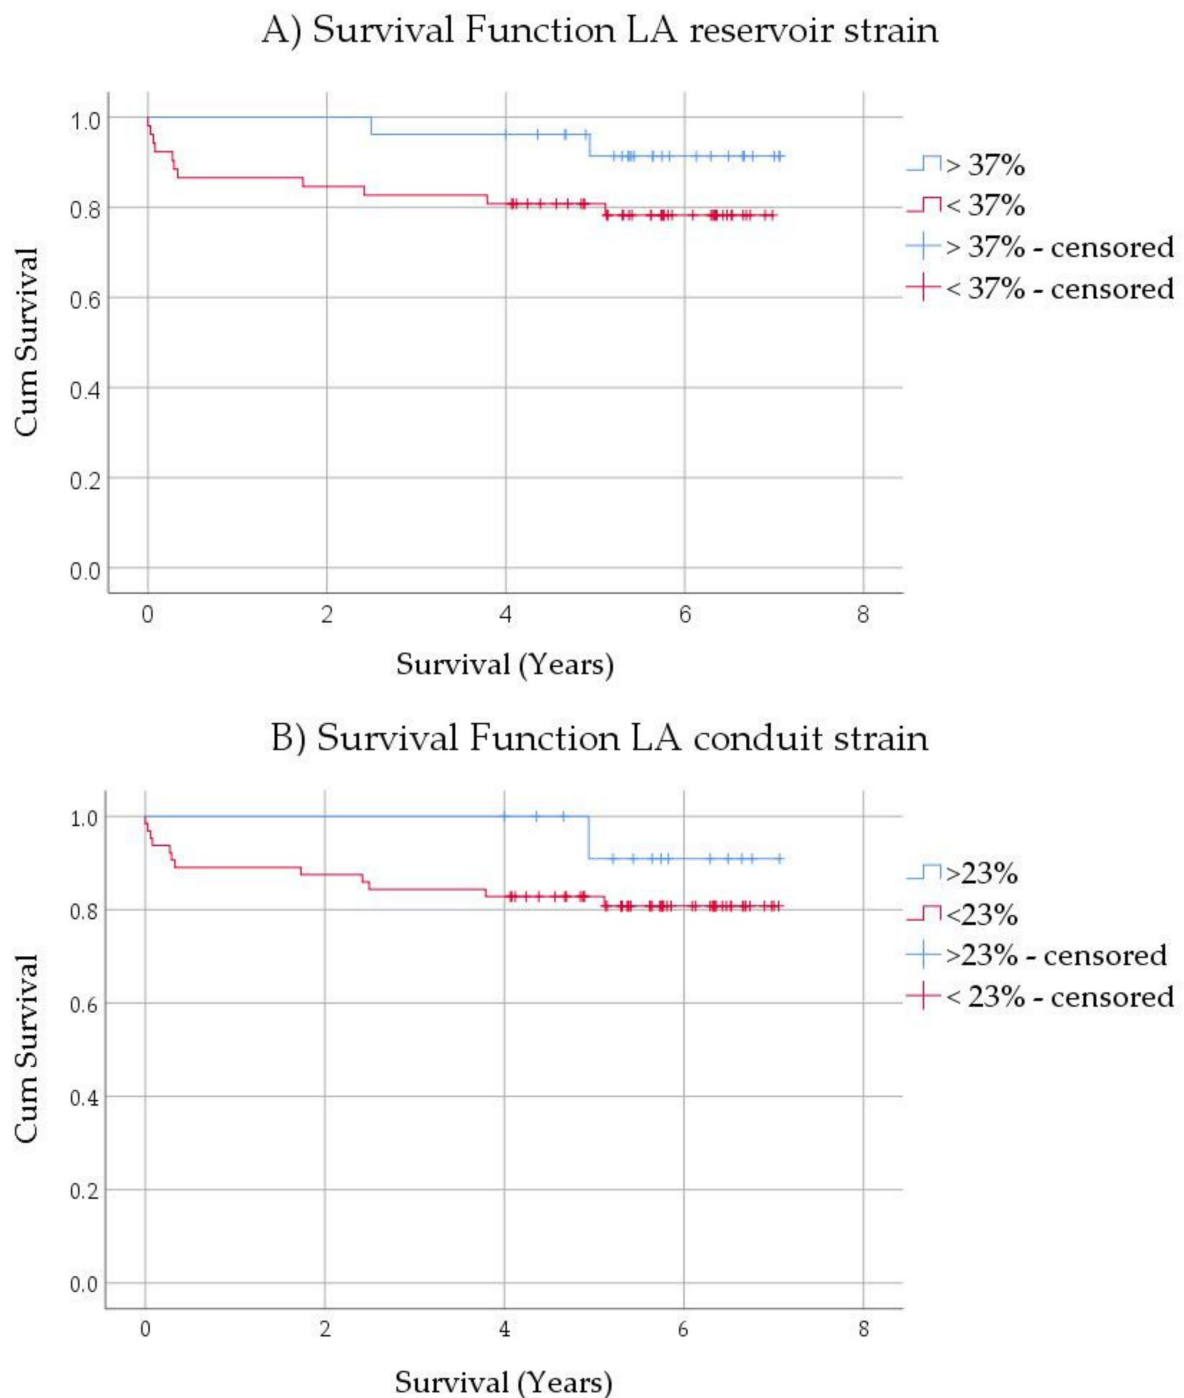 A) Survival Function LA reservoir strain
Cum Survival
1.0
0.8
0.6
0.4
0.2
0.0
0 2 4 6 8
Survival (Years)
> 37%
< 37%
> 37% - censored
< 37% - censored
B) Survival Function LA conduit strain
Cum Survival
1.0
0.8
0.6
0.4
0.2
0.0
0 2 4 6 8
Survival (Years)
>23%
<23%
>23% - censored
< 23% - censored